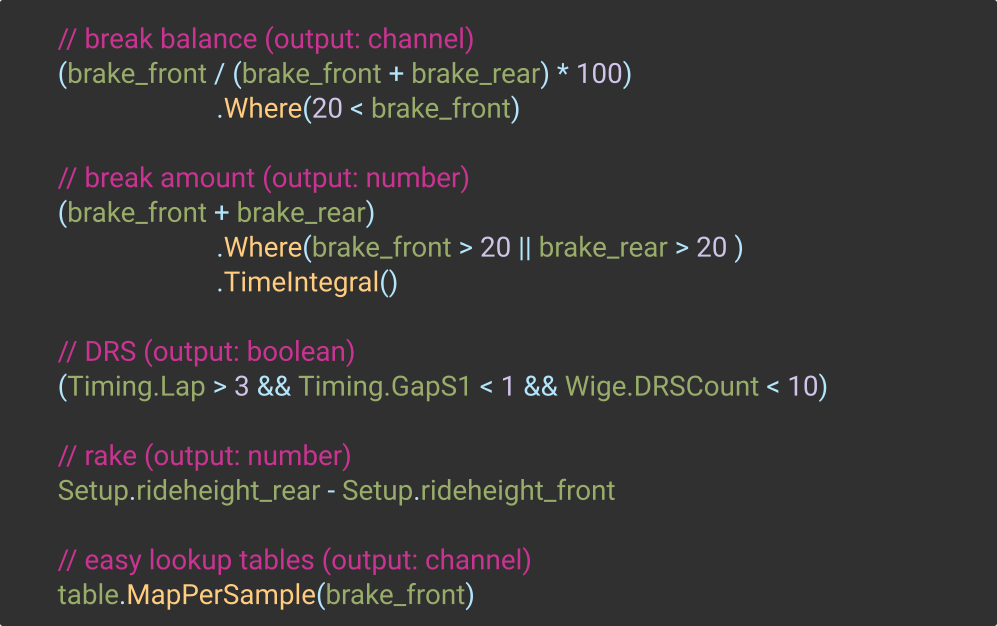 // break balance (output: channel)
(brake_front / (brake_front + brake_rear) * 100)
.Where(20 < brake_front)
// break amount (output: number)
(brake_front + brake_rear)
.Where(brake_front > 20 || brake_rear > 20 )
.TimeIntegral()
// DRS (output: boolean)
(Timing.Lap > 3 && Timing.GapS1 < 1 && Wige.DRSCount < 10)
// rake (output: number)
Setup.rideheight_rear - Setup.rideheight_front
// easy lookup tables (output: channel)
table.MapPerSample(brake_front)